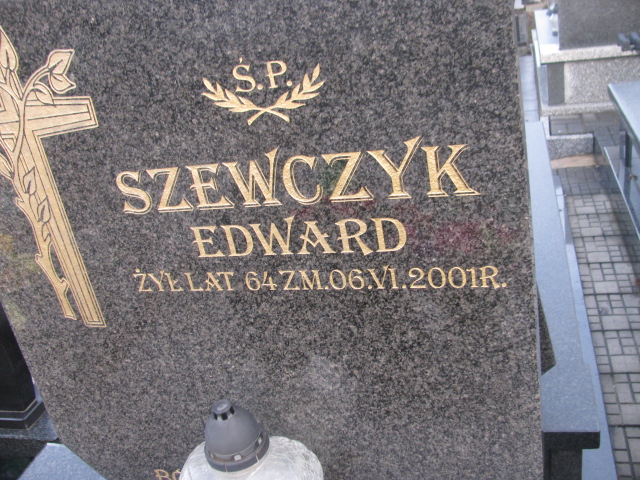 Ś.P.
SZEWCZYK
EDWARD
ŻYŁ LAT 64 ZM. 06.VI.2001R.